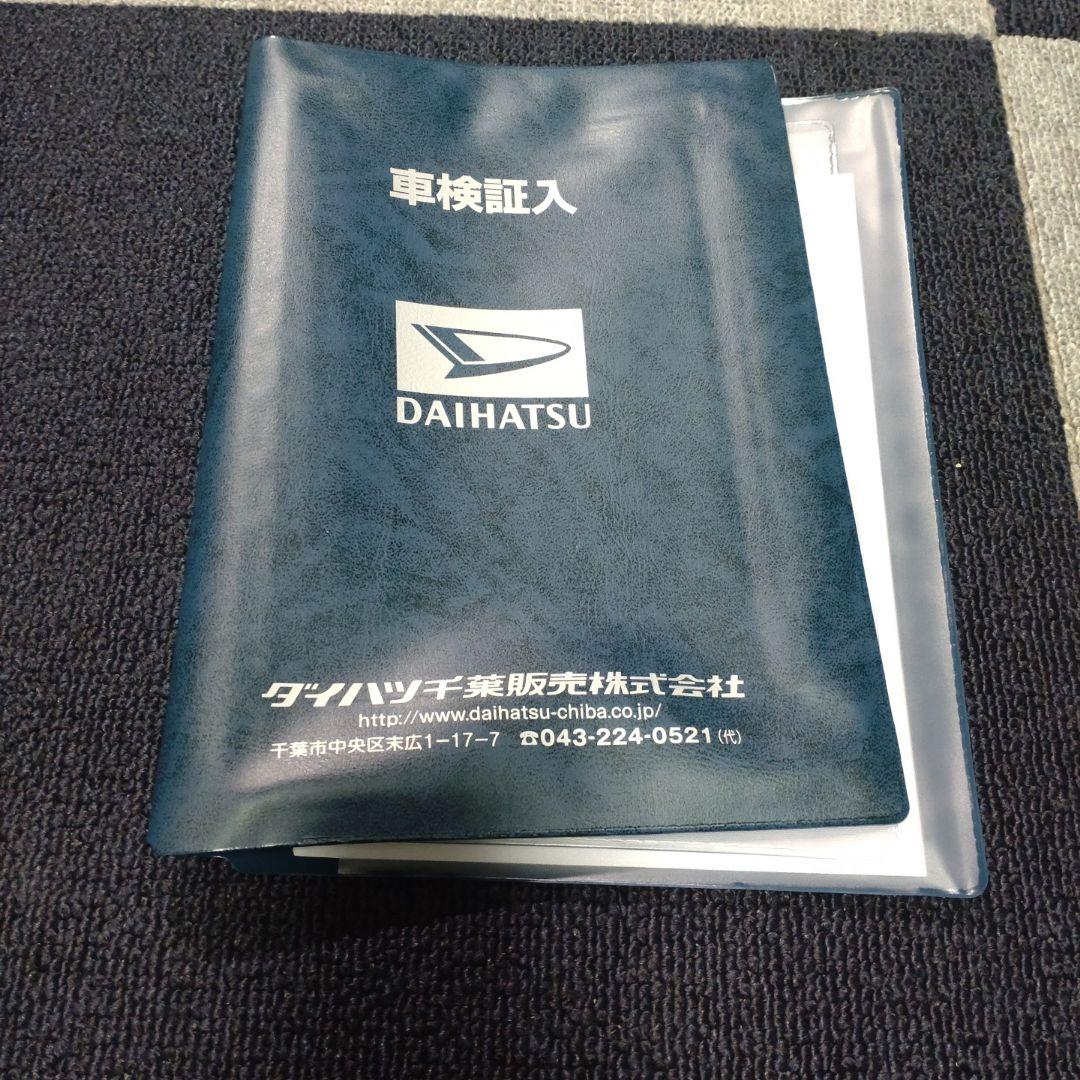 車検証入
DAIHATSU
ダイハツ千葉販売株式会社
http://www.daihatsu-chiba.co.jp/
千葉市中央区末広1-17-7 ☎043-224-0521(代)